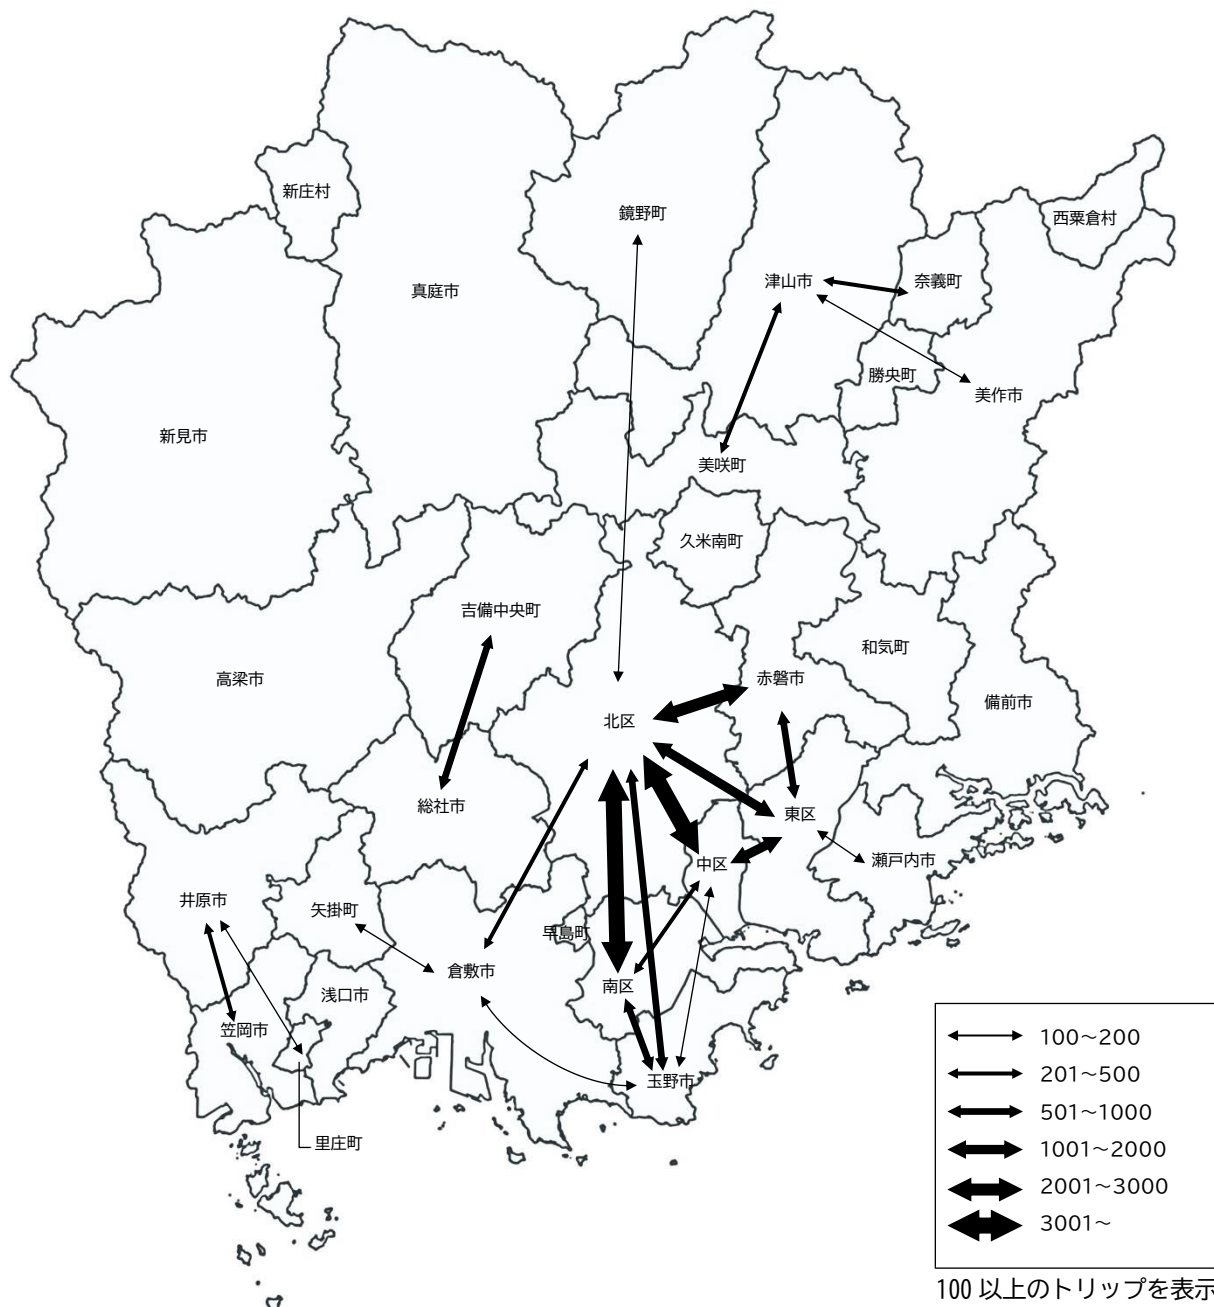 新庄村
鏡野町
西粟倉村
真庭市
津山市
奈義町
勝央町
美作市
新見市
美咲町
久米南町
吉備中央町
和気町
高梁市
赤磐市
備前市
北区
総社市
東区
瀬戸内市
中区
井原市
矢掛町
早島町
倉敷市
南区
浅口市
笠岡市
玉野市
里庄町
100~200
201~500
501~1000
1001~2000
2001~3000
3001~
100 以上のトリップを表示